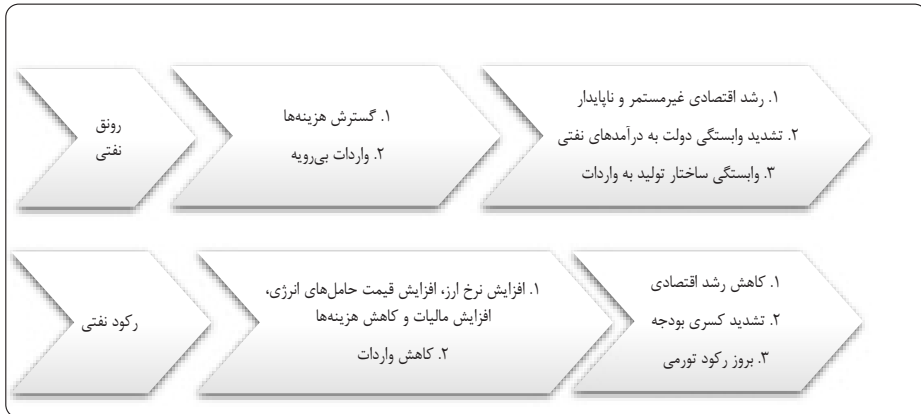 رونق
نفتی
۱. گسترش هزینه‌ها
۲. واردات بی‌رویه
۱. رشد اقتصادی غیرمستمر و ناپایدار
۲. تشدید وابستگی دولت به درآمدهای نفتی
۳. وابستگی ساختار تولید به واردات
رکود نفتی
۱. افزایش نرخ ارز، افزایش قیمت حامل‌های انرژی،
افزایش مالیات و کاهش هزینه‌ها
۲. کاهش واردات
۱. کاهش رشد اقتصادی
۲. تشدید کسری بودجه
۳. بروز رکود تورمی